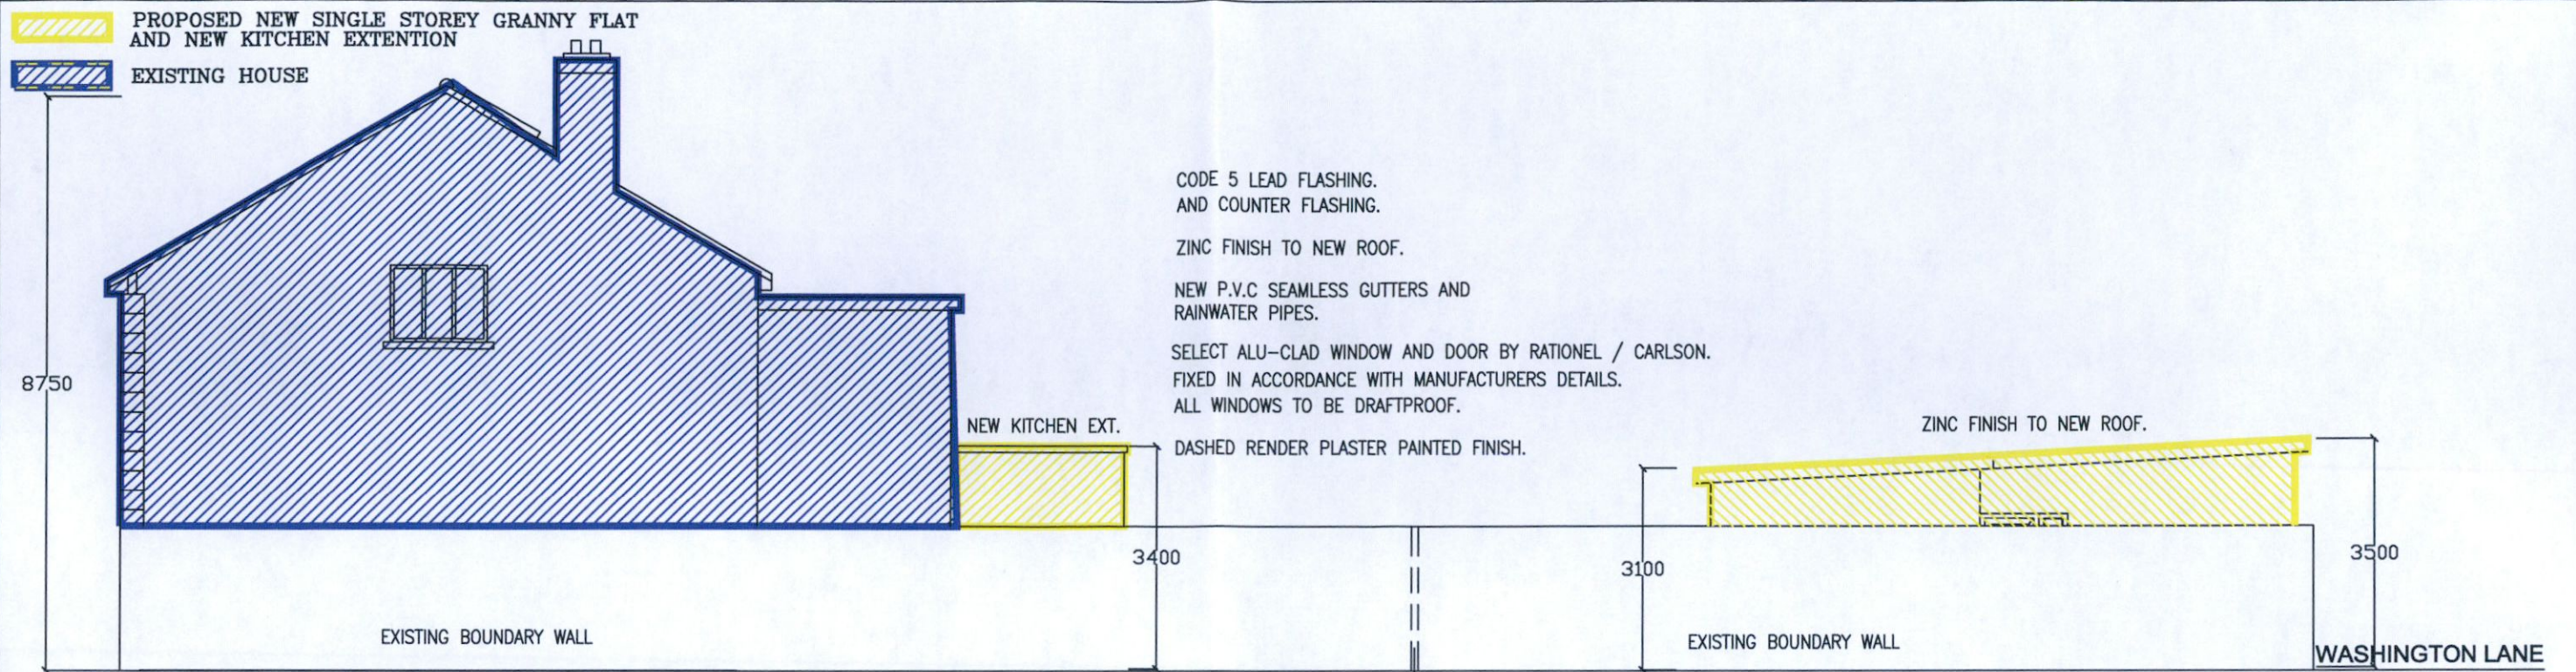 PROPOSED NEW SINGLE STOREY GRANNY FLAT
AND NEW KITCHEN EXTENTION
EXISTING HOUSE
8750
CODE 5 LEAD FLASHING.
AND COUNTER FLASHING.
ZINC FINISH TO NEW ROOF.
NEW P.V.C SEAMLESS GUTTERS AND
RAINWATER PIPES.
SELECT ALU-CLAD WINDOW AND DOOR BY RATIONEL / CARLSON.
FIXED IN ACCORDANCE WITH MANUFACTURERS DETAILS.
ALL WINDOWS TO BE DRAFTPROOF.
DASHED RENDER PLASTER PAINTED FINISH.
NEW KITCHEN EXT.
ZINC FINISH TO NEW ROOF.
3400
3100
3500
EXISTING BOUNDARY WALL
EXISTING BOUNDARY WALL
WASHINGTON LANE